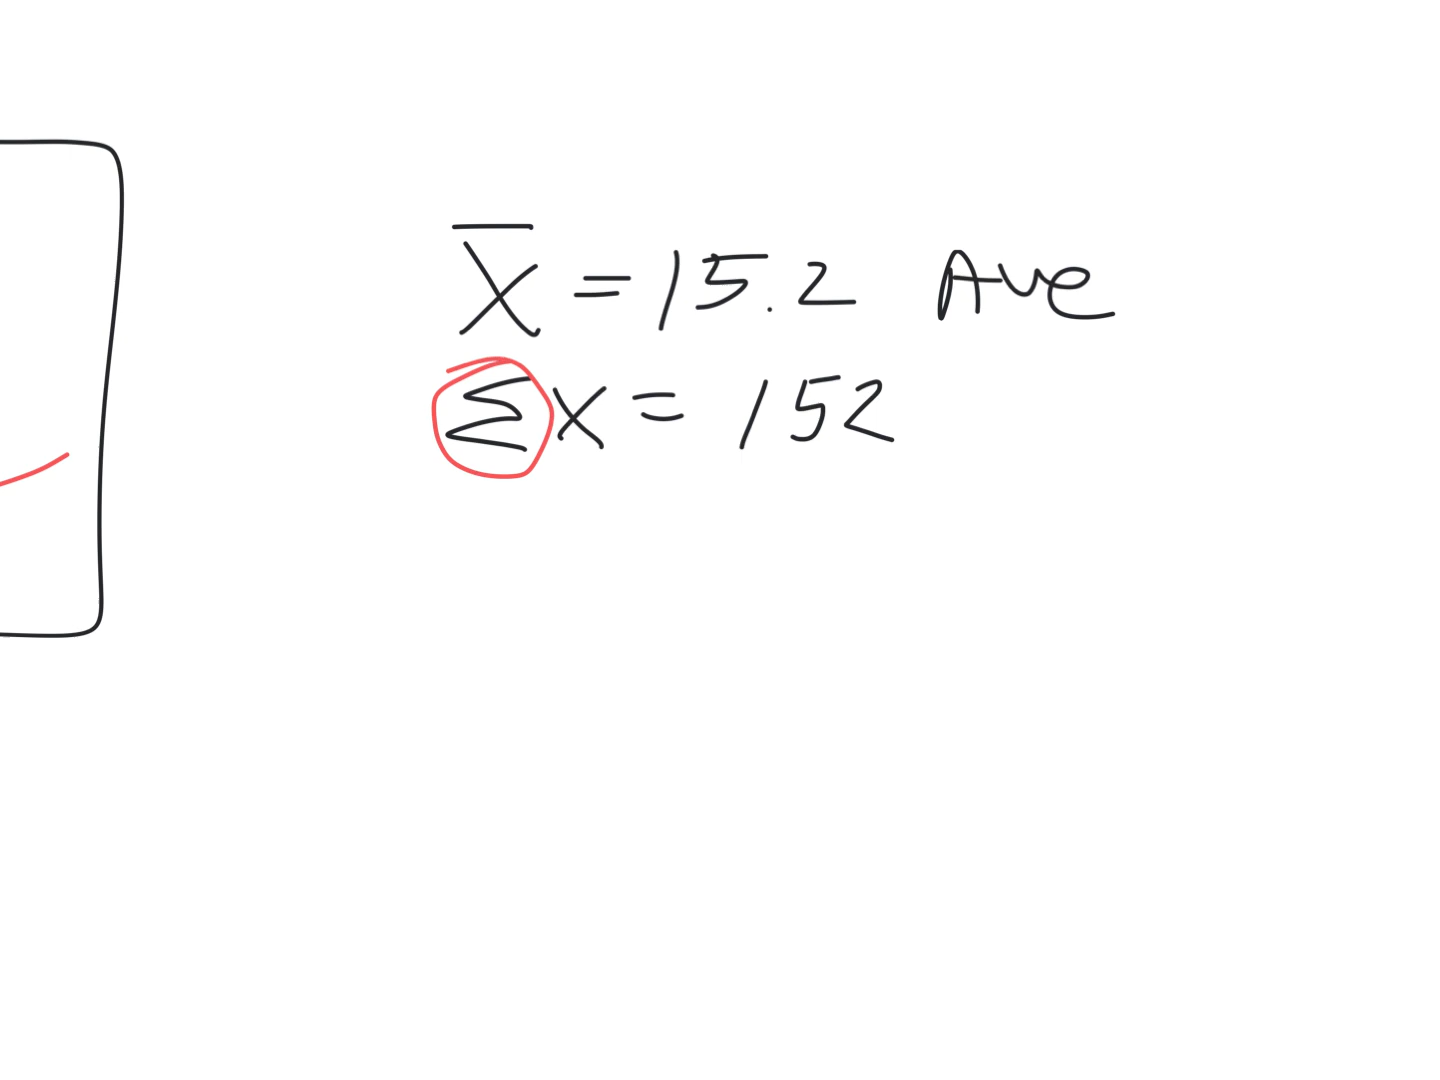 X̅ = 15.2 Ave
Σx = 152